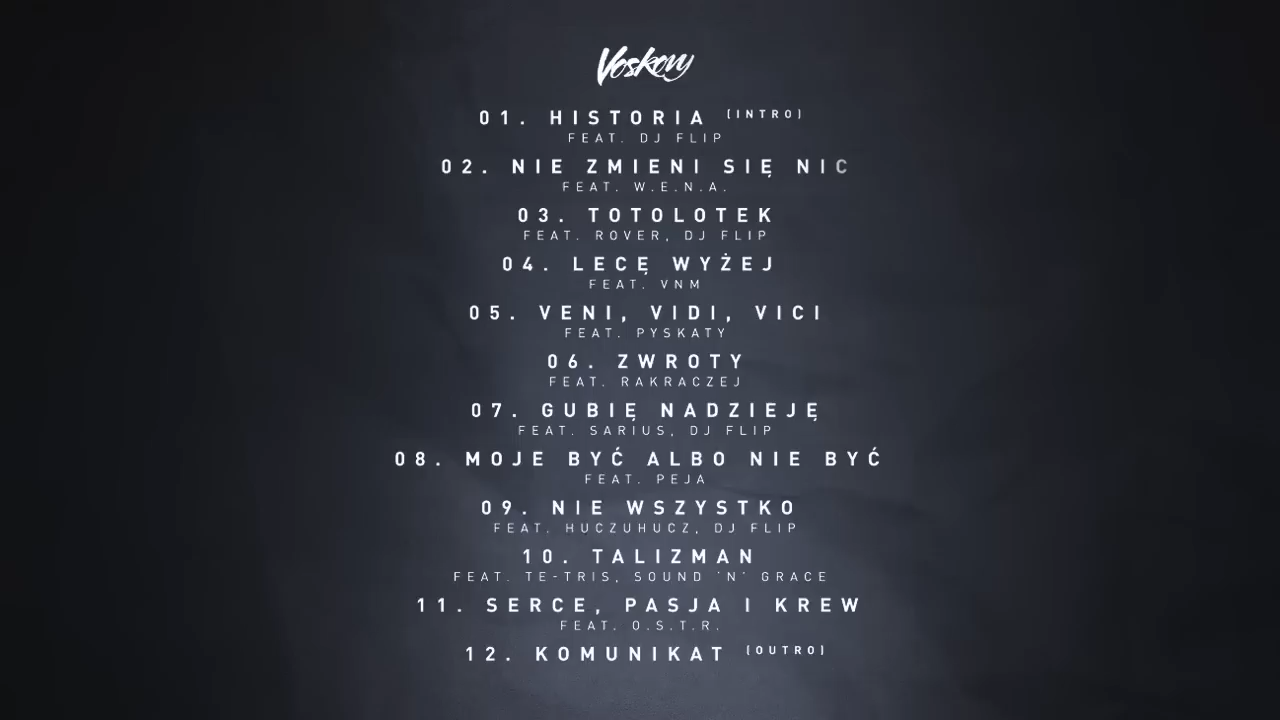 Voskovy
01. HISTORIA (INTRO)
FEAT. DJ FLIP
02. NIE ZMIENI SIĘ NIC
FEAT. W.E.N.A.
03. TOTOLOTEK
FEAT. ROVER, DJ FLIP
04. LECĘ WYŻEJ
FEAT. VNM
05. VENI, VIDI, VICI
FEAT. PYSKATY
06. ZWROTY
FEAT. RAKRACZEJ
07. GUBIĘ NADZIEJĘ
FEAT. SARIUS, DJ FLIP
08. MOJE BYĆ ALBO NIE BYĆ
FEAT. PEJA
09. NIE WSZYSTKO
FEAT. HUCZUHUCZ, DJ FLIP
10. TALIZMAN
FEAT. TE-TRIS, SOUND 'N' GRACE
11. SERCE, PASJA I KREW
FEAT. O.S.T.R.
12. KOMUNIKAT (OUTRO)